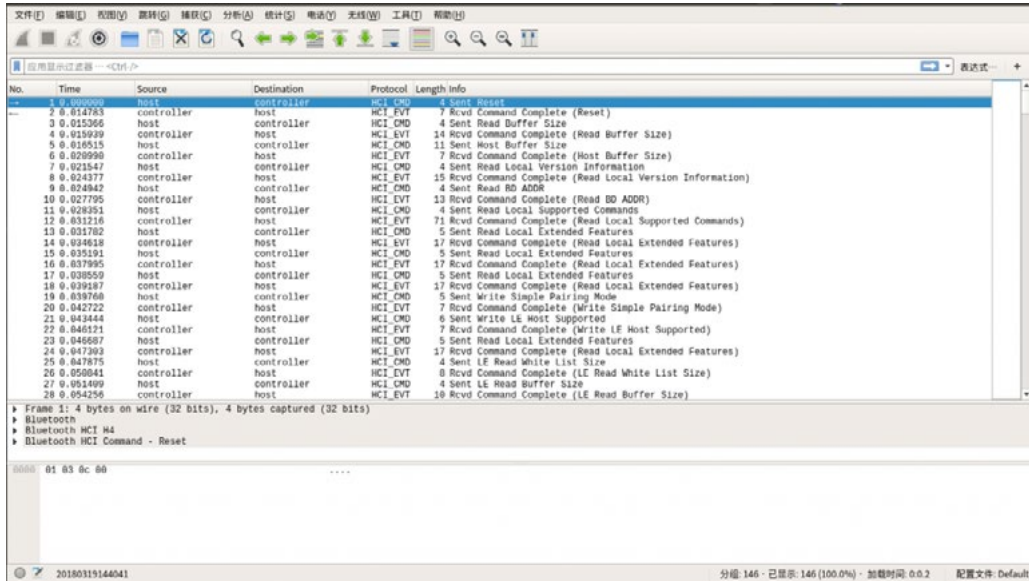 文件(F) 编辑(E) 视图(V) 跳转(G) 捕获(C) 分析(A) 统计(S) 电话(Y) 无线(W) 工具(T) 帮助(H)
应用显示过滤器 … <Ctrl-/> 表达式… +
No. Time Source Destination Protocol Length Info
1 0.000000 host controller HCI_CMD 4 Sent Reset
2 0.014783 controller host HCI_EVT 7 Rcvd Command Complete (Reset)
3 0.015366 host controller HCI_CMD 4 Sent Read Buffer Size
4 0.015939 controller host HCI_EVT 14 Rcvd Command Complete (Read Buffer Size)
5 0.016515 host controller HCI_CMD 11 Sent Host Buffer Size
6 0.020990 controller host HCI_EVT 7 Rcvd Command Complete (Host Buffer Size)
7 0.021547 host controller HCI_CMD 4 Sent Read Local Version Information
8 0.024377 controller host HCI_EVT 15 Rcvd Command Complete (Read Local Version Information)
9 0.024942 host controller HCI_CMD 4 Sent Read BD ADDR
10 0.027795 controller host HCI_EVT 13 Rcvd Command Complete (Read BD ADDR)
11 0.028351 host controller HCI_CMD 4 Sent Read Local Supported Commands
12 0.031216 controller host HCI_EVT 71 Rcvd Command Complete (Read Local Supported Commands)
13 0.031782 host controller HCI_CMD 5 Sent Read Local Extended Features
14 0.034618 controller host HCI_EVT 17 Rcvd Command Complete (Read Local Extended Features)
15 0.035191 host controller HCI_CMD 5 Sent Read Local Extended Features
16 0.037995 controller host HCI_EVT 17 Rcvd Command Complete (Read Local Extended Features)
17 0.038559 host controller HCI_CMD 5 Sent Read Local Extended Features
18 0.039187 controller host HCI_EVT 17 Rcvd Command Complete (Read Local Extended Features)
19 0.039760 host controller HCI_CMD 5 Sent Write Simple Pairing Mode
20 0.042722 controller host HCI_EVT 7 Rcvd Command Complete (Write Simple Pairing Mode)
21 0.043444 host controller HCI_CMD 6 Sent Write LE Host Supported
22 0.046121 controller host HCI_EVT 7 Rcvd Command Complete (Write LE Host Supported)
23 0.046687 host controller HCI_CMD 5 Sent Read Local Extended Features
24 0.047303 controller host HCI_EVT 17 Rcvd Command Complete (Read Local Extended Features)
25 0.047875 host controller HCI_CMD 4 Sent LE Read White List Size
26 0.050841 controller host HCI_EVT 8 Rcvd Command Complete (LE Read White List Size)
27 0.051409 host controller HCI_CMD 4 Sent LE Read Buffer Size
28 0.054256 controller host HCI_EVT 10 Rcvd Command Complete (LE Read Buffer Size)
Frame 1: 4 bytes on wire (32 bits), 4 bytes captured (32 bits)
Bluetooth
Bluetooth HCI H4
Bluetooth HCI Command - Reset
0000 01 03 0c 00 ....
20180319144041 分组: 146 · 已显示: 146 (100.0%) · 加载时间: 0:0.2 配置文件: Default